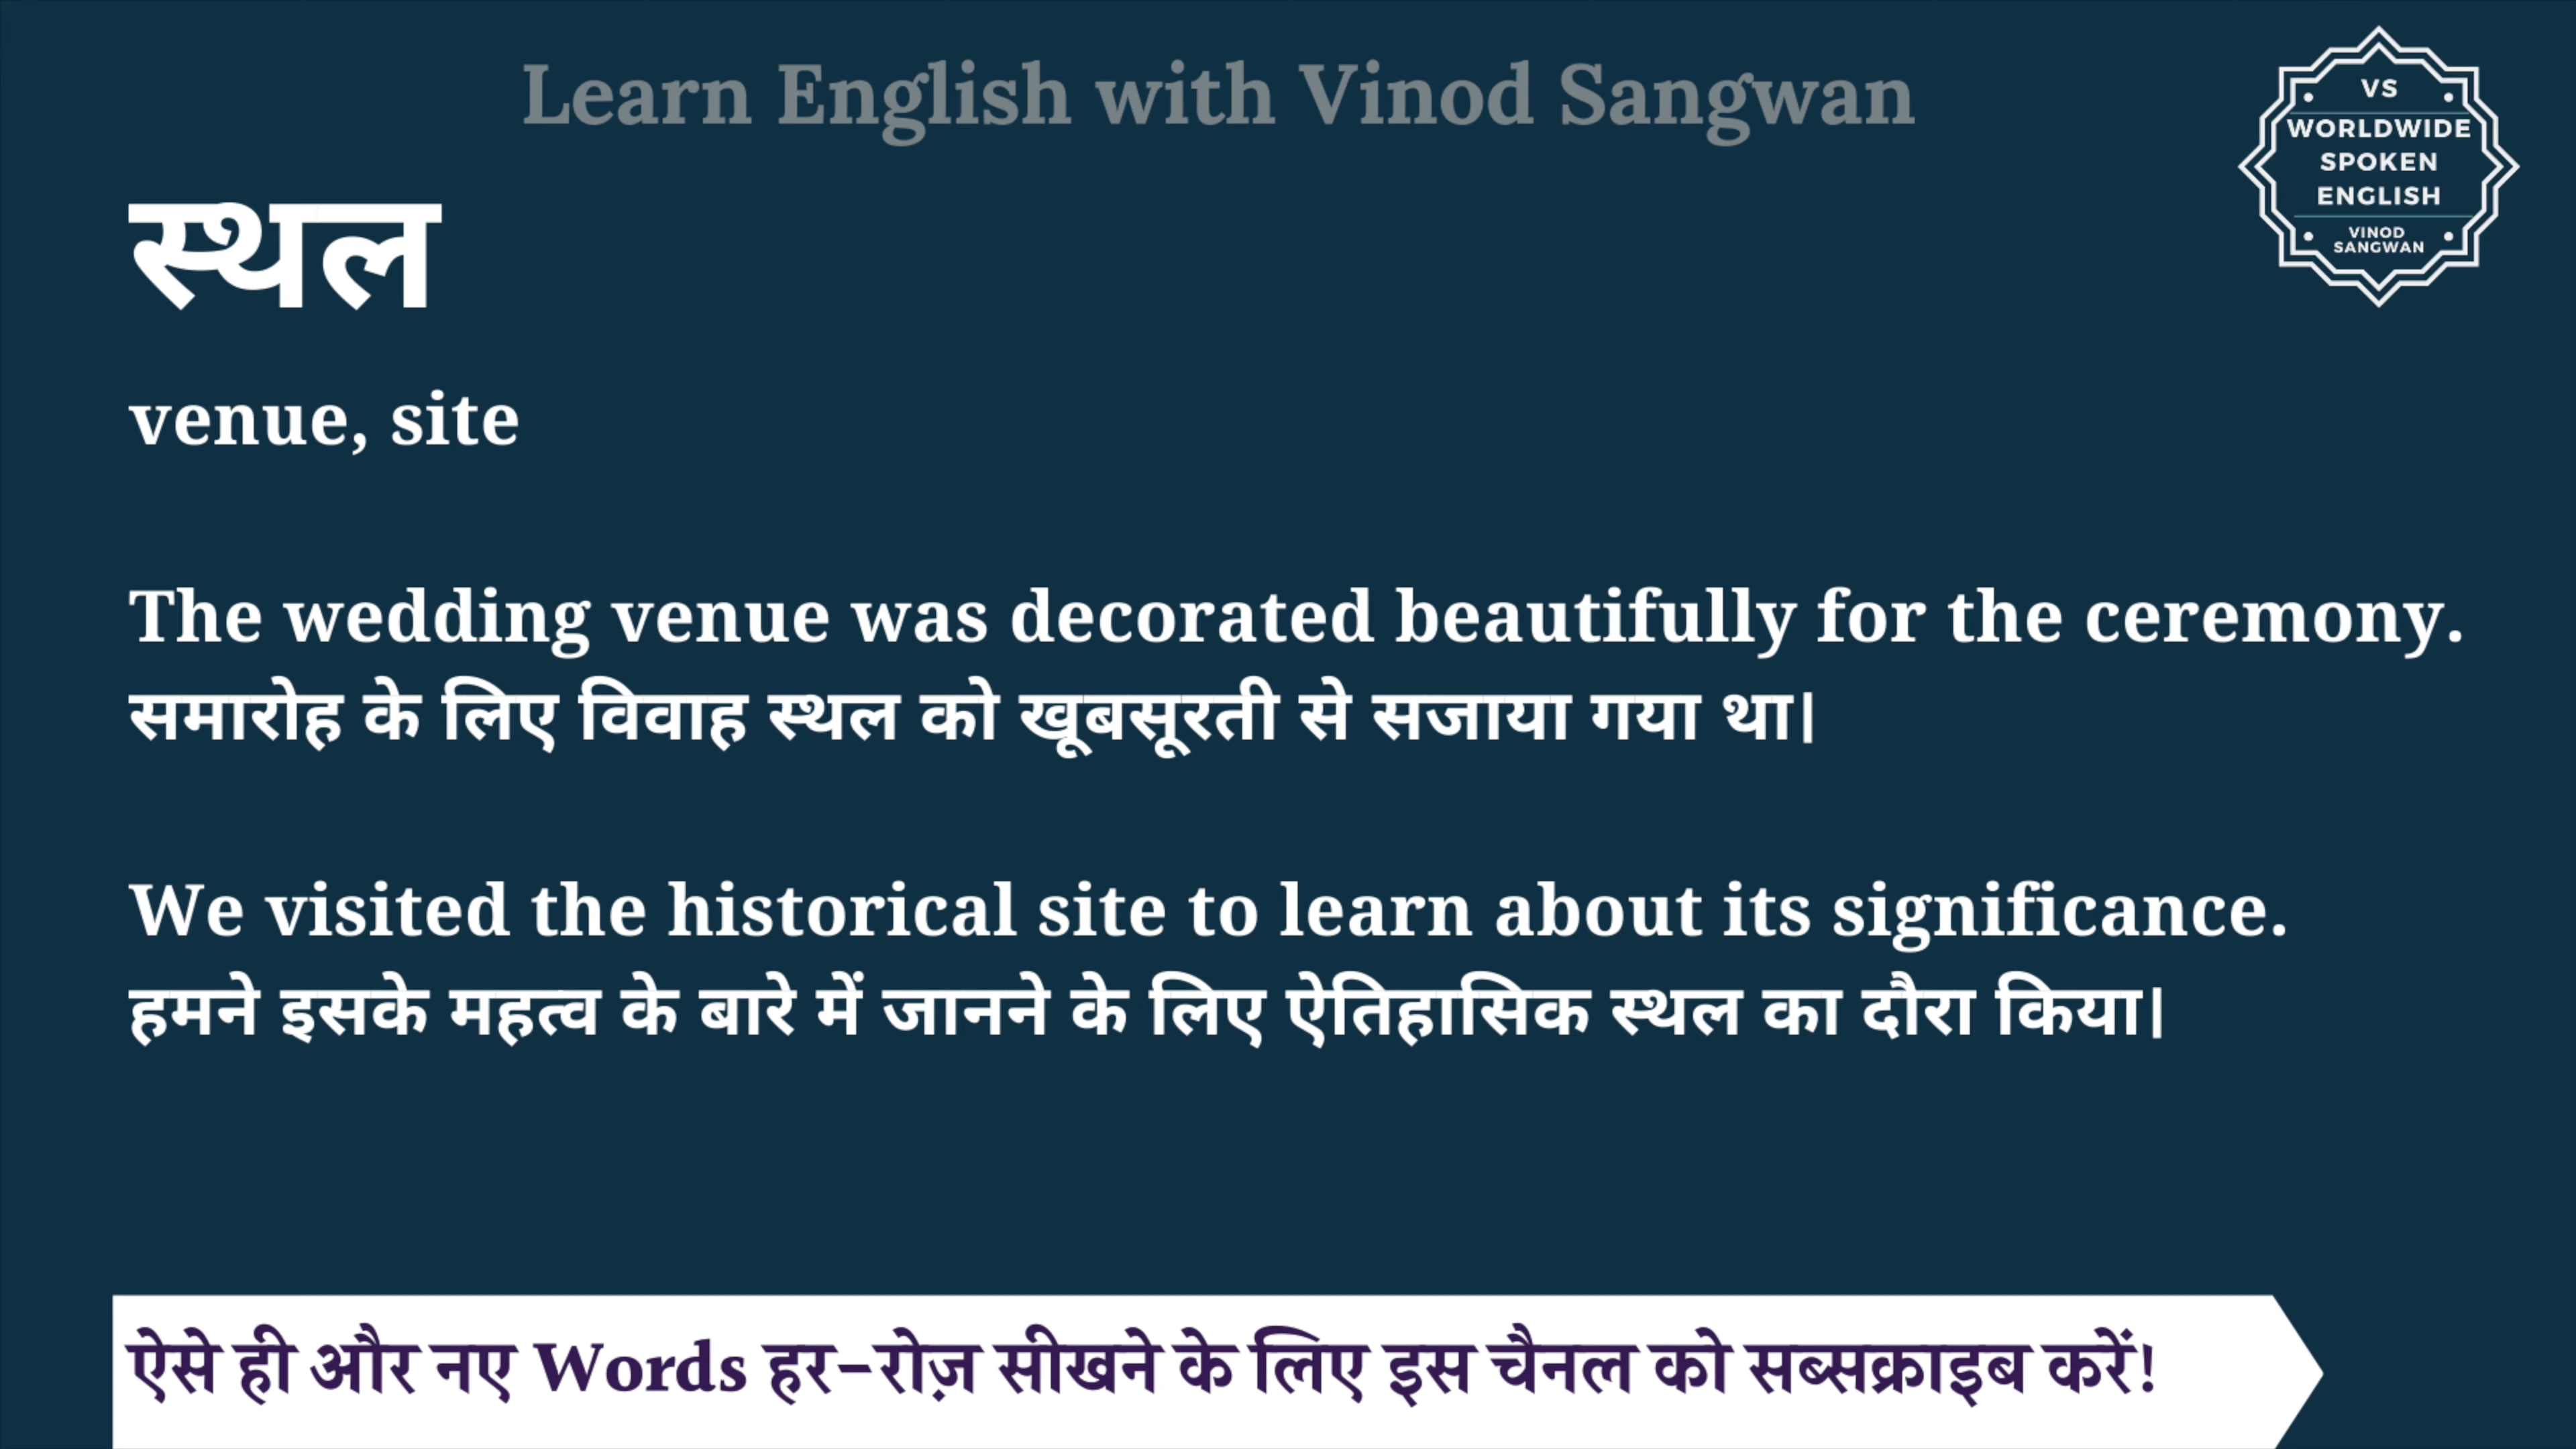 Learn English with Vinod Sangwan
VS
WORLDWIDE
SPOKEN
ENGLISH
VINOD
SANGWAN
स्थल
venue, site
The wedding venue was decorated beautifully for the ceremony.
समारोह के लिए विवाह स्थल को खूबसूरती से सजाया गया था।
We visited the historical site to learn about its significance.
हमने इसके महत्व के बारे में जानने के लिए ऐतिहासिक स्थल का दौरा किया।
ऐसे ही और नए Words हर-रोज़ सीखने के लिए इस चैनल को सब्सक्राइब करें!